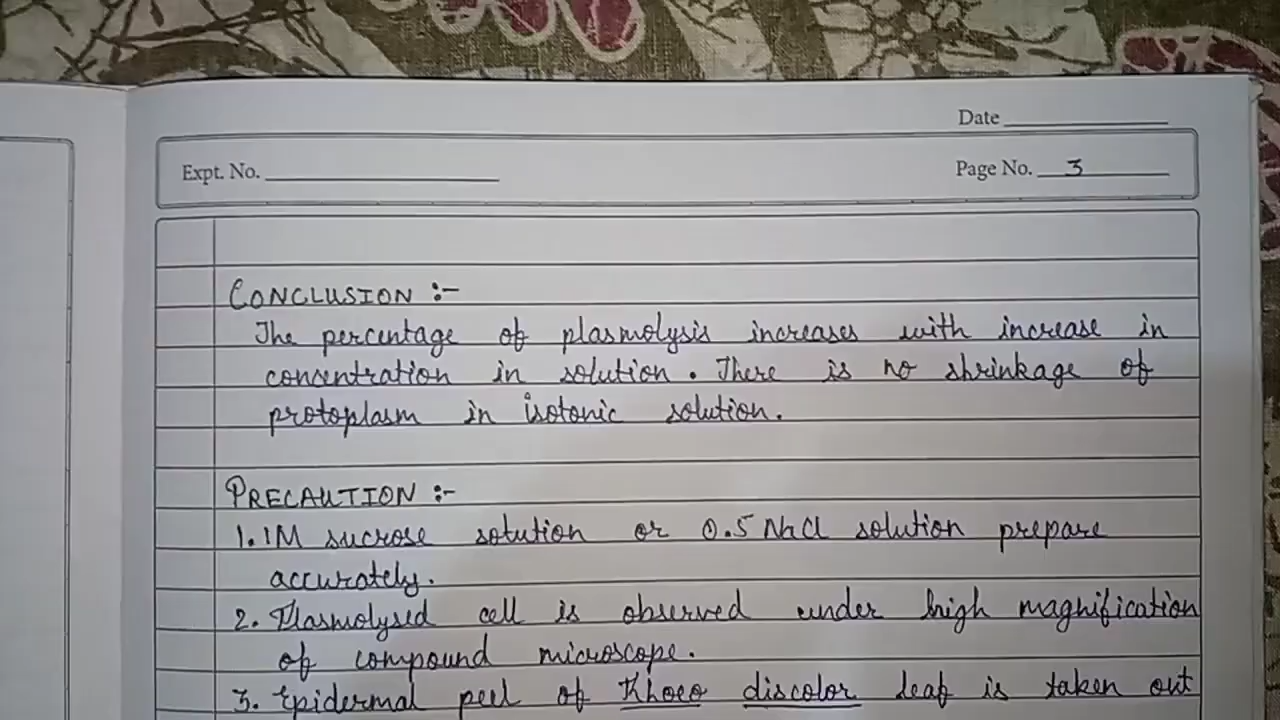 Date
Expt. No.
Page No. 3
CONCLUSION :-
The percentage of plasmolysis increases with increase in
concentration in solution. There is no shrinkage of
protoplasm in isotonic solution.
PRECAUTION :-
1. 1M sucrose solution or 0.5 NaCl solution prepare
accurately.
2. Plasmolysed cell is observed under high magnification
of compound microscope.
3. Epidermal peel of Rhoeo discolor leaf is taken out